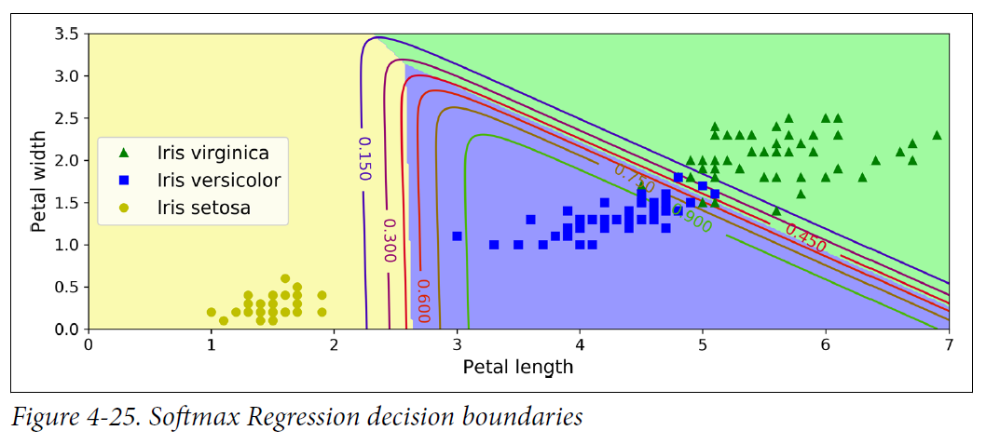 3.5
3.0
2.5
2.0
1.5
1.0
0.5
0.0
Petal width
Iris virginica
Iris versicolor
Iris setosa
0.150
0.300
0.600
0.750
0.900
0.450
0 1 2 3 4 5 6 7
Petal length
Figure 4-25. Softmax Regression decision boundaries